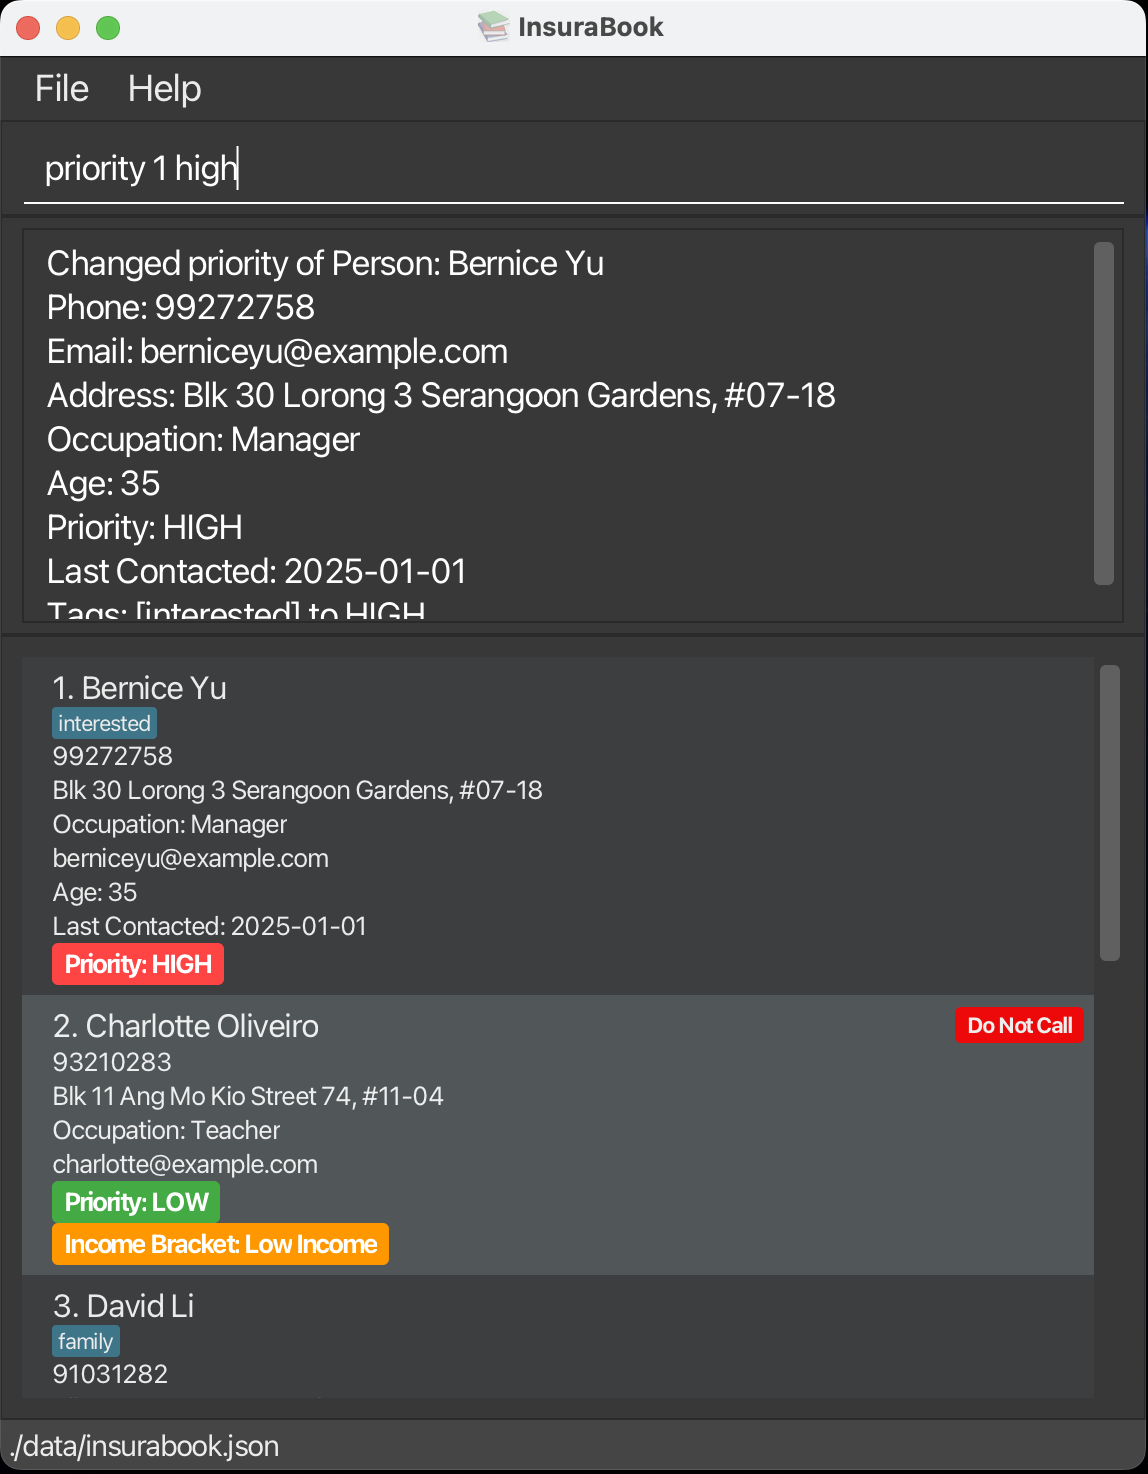 InsuraBook
File Help
priority 1 high
Changed priority of Person: Bernice Yu
Phone: 99272758
Email: berniceyu@example.com
Address: Blk 30 Lorong 3 Serangoon Gardens, #07-18
Occupation: Manager
Age: 35
Priority: HIGH
Last Contacted: 2025-01-01
Tags: [interested] to HIGH
1. Bernice Yu
interested
99272758
Blk 30 Lorong 3 Serangoon Gardens, #07-18
Occupation: Manager
berniceyu@example.com
Age: 35
Last Contacted: 2025-01-01
Priority: HIGH
2. Charlotte Oliveiro
Do Not Call
93210283
Blk 11 Ang Mo Kio Street 74, #11-04
Occupation: Teacher
charlotte@example.com
Priority: LOW
Income Bracket: Low Income
3. David Li
family
91031282
./data/insurabook.json